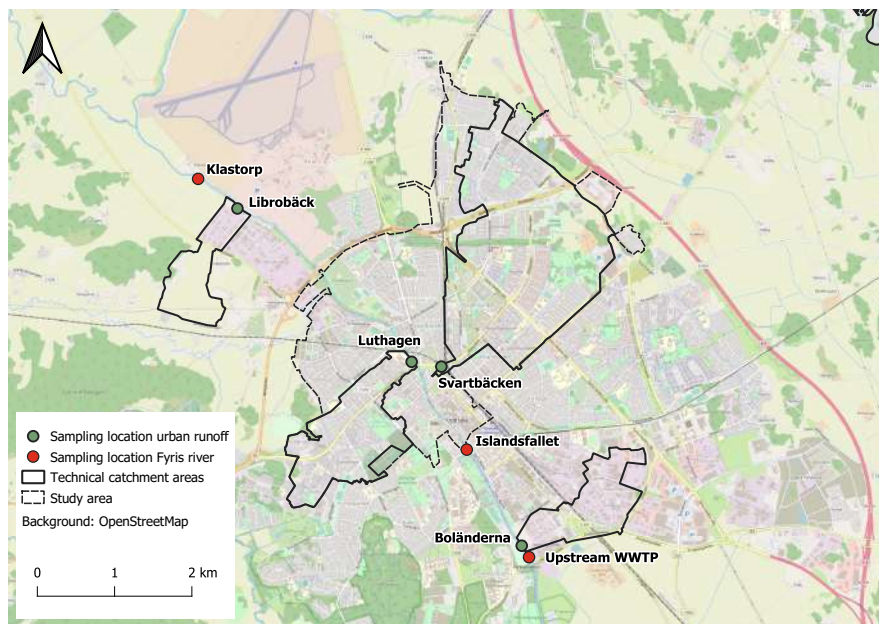 Klastorp
Librobäck
Luthagen
Svartbäcken
Islandsfallet
Boländerna
Upstream WWTP
Sampling location urban runoff
Sampling location Fyris river
Technical catchment areas
Study area
Background: OpenStreetMap
0 1 2 km